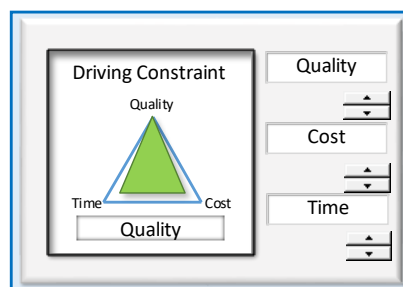 Driving Constraint
Quality
Time
Cost
Quality
Quality
Cost
Time